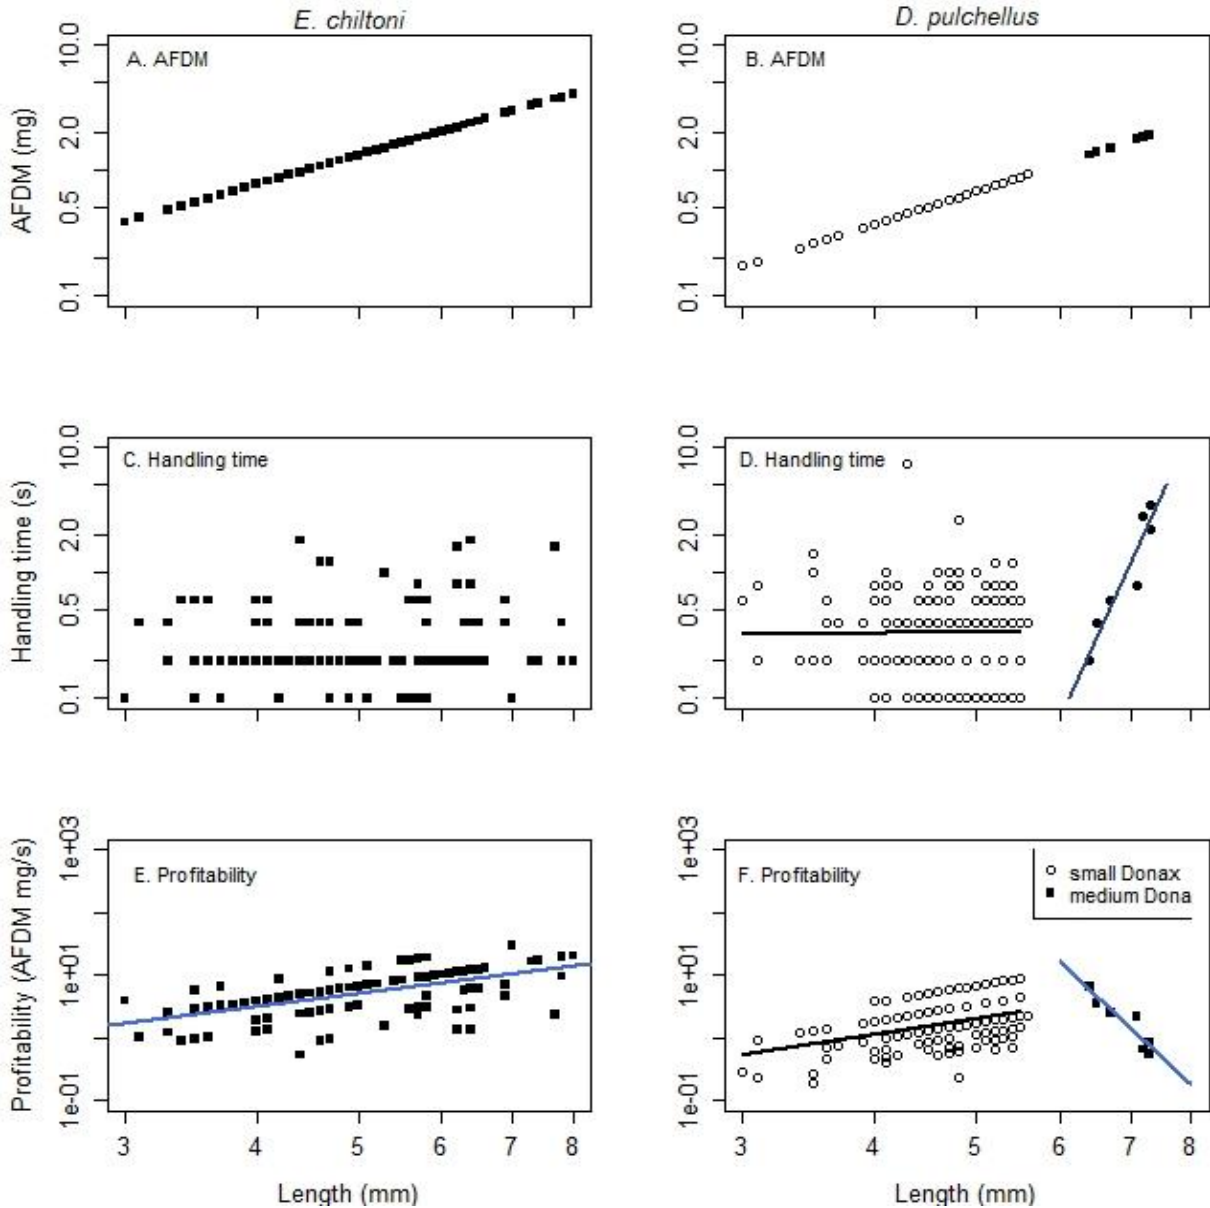 E. chiltoni
D. pulchellus
A. AFDM
AFDM (mg)
10.0
2.0
0.5
0.1
B. AFDM
10.0
2.0
0.5
0.1
C. Handling time
Handling time (s)
10.0
2.0
0.5
0.1
D. Handling time
10.0
2.0
0.5
0.1
E. Profitability
Profitability (AFDM mg/s)
1e+03
1e+01
1e-01
3 4 5 6 7 8
Length (mm)
F. Profitability
small Donax
medium Dona
1e+03
1e+01
1e-01
3 4 5 6 7 8
Length (mm)